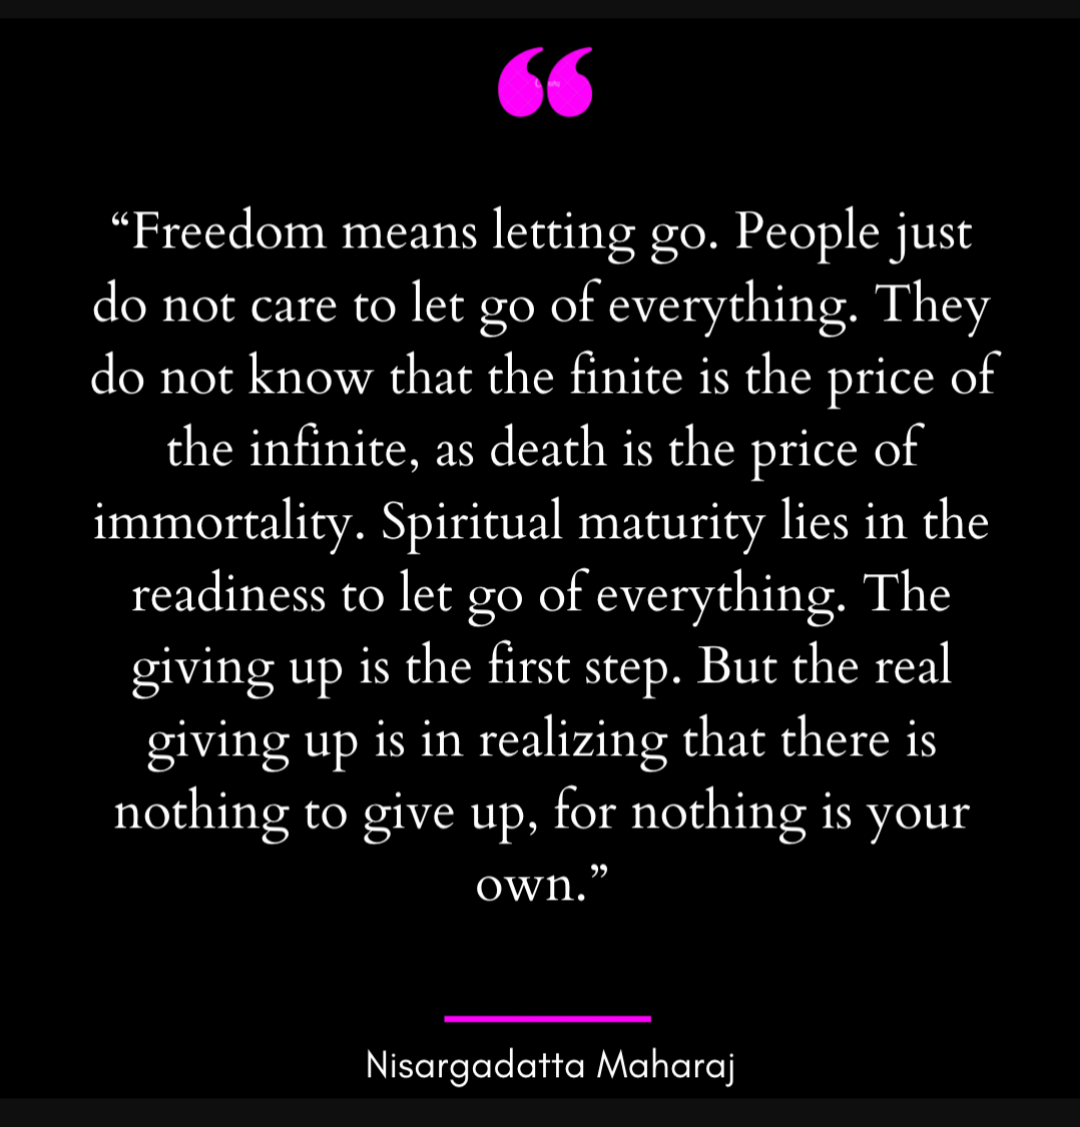 “Freedom means letting go. People just
do not care to let go of everything. They
do not know that the finite is the price of
the infinite, as death is the price of
immortality. Spiritual maturity lies in the
readiness to let go of everything. The
giving up is the first step. But the real
giving up is in realizing that there is
nothing to give up, for nothing is your
own.”
Nisargadatta Maharaj